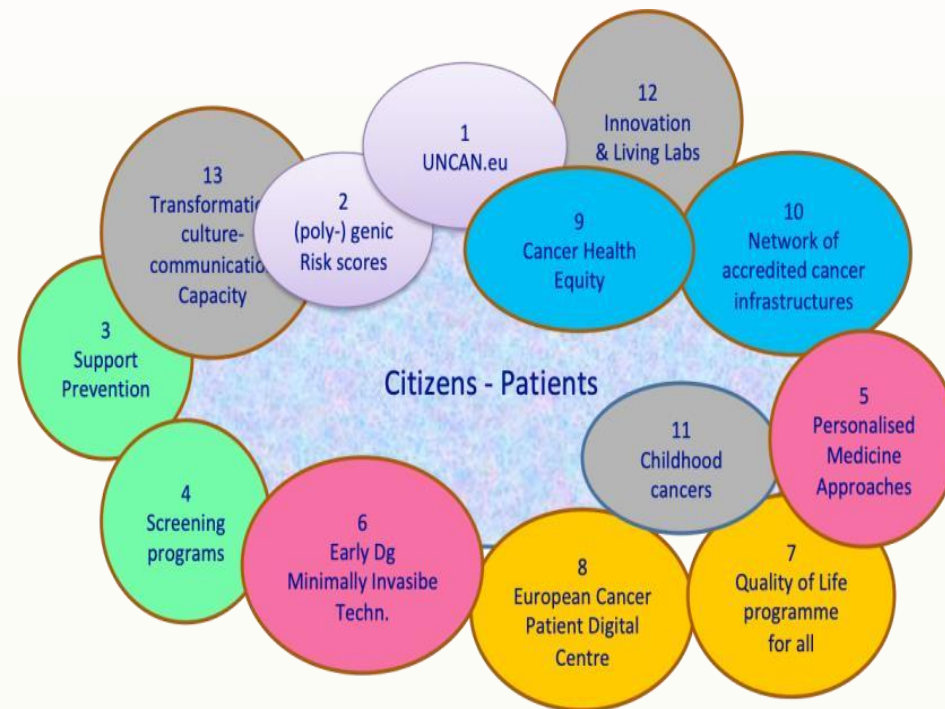 1
UNCAN.eu
2
(poly-) genic
Risk scores
3
Support
Prevention
4
Screening
programs
5
Personalised
Medicine
Approaches
6
Early Dg
Minimally Invasibe
Techn.
7
Quality of Life
programme
for all
8
European Cancer
Patient Digital
Centre
9
Cancer Health
Equity
10
Network of
accredited cancer
infrastructures
11
Childhood
cancers
12
Innovation
& Living Labs
13
Transformatio
culture-
communicatio
Capacity
Citizens - Patients